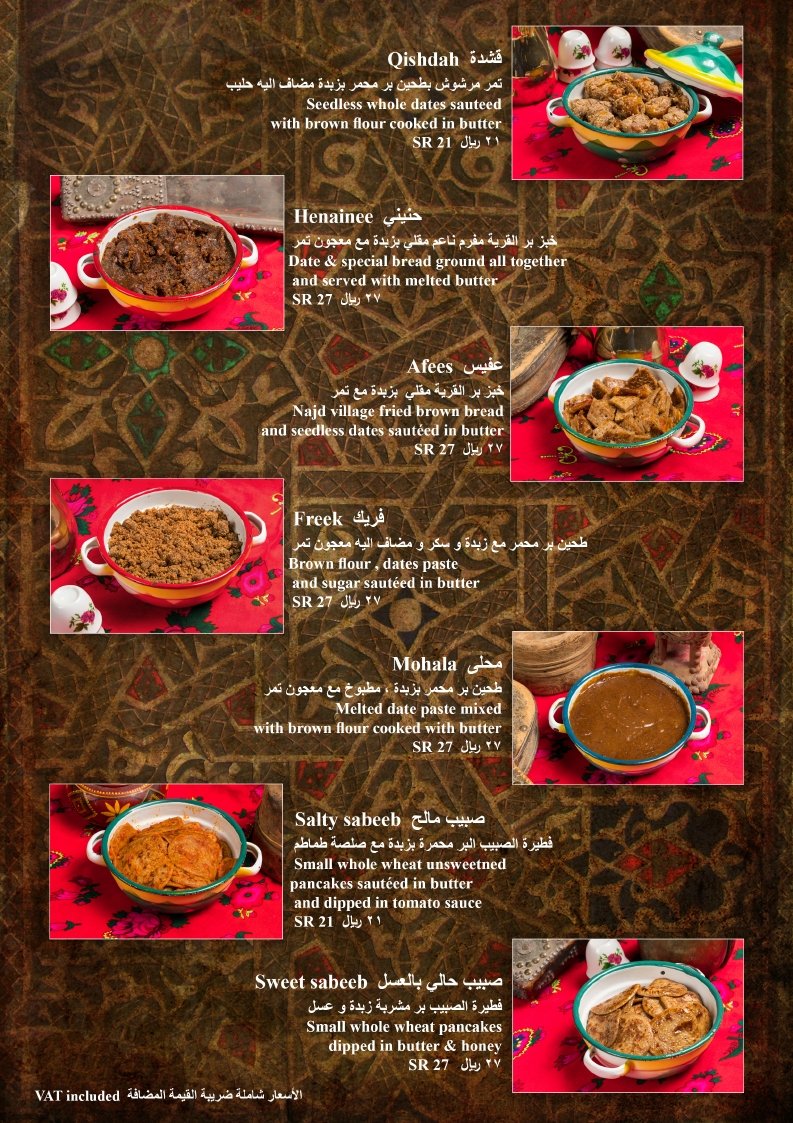 Qishdah قشدة
تمر مرشوش بطحين بر محمر بزبدة مضاف اليه حليب
Seedless whole dates sauteed
with brown flour cooked in butter
SR 21 ٢١ ريال
Henainee حنيني
خبز بر القرية مفرم ناعم مقلي بزبدة مع معجون تمر
Date & special bread ground all together
and served with melted butter
SR 27 ٢٧ ريال
Afees عفيس
خبز بر القرية مقلي بزبدة مع تمر
Najd village fried brown bread
and seedless dates sautéed in butter
SR 27 ٢٧ ريال
Freek فريك
طحين بر محمر مع زبدة و سكر و مضاف اليه معجون تمر
Brown flour , dates paste
and sugar sautéed in butter
SR 27 ٢٧ ريال
Mohala محلى
طحين بر محمر بزبدة ، مطبوخ مع معجون تمر
Melted date paste mixed
with brown flour cooked with butter
SR 27 ٢٧ ريال
Salty sabeeb صبيب مالح
فطيرة الصبيب البر محمرة بزبدة مع صلصة طماطم
Small whole wheat unsweetned
pancakes sautéed in butter
and dipped in tomato sauce
SR 21 ٢١ ريال
Sweet sabeeb صبيب حالي بالعسل
فطيرة الصبيب بر مشربة زبدة و عسل
Small whole wheat pancakes
dipped in butter & honey
SR 27 ٢٧ ريال
VAT included الأسعار شاملة ضريبة القيمة المضافة